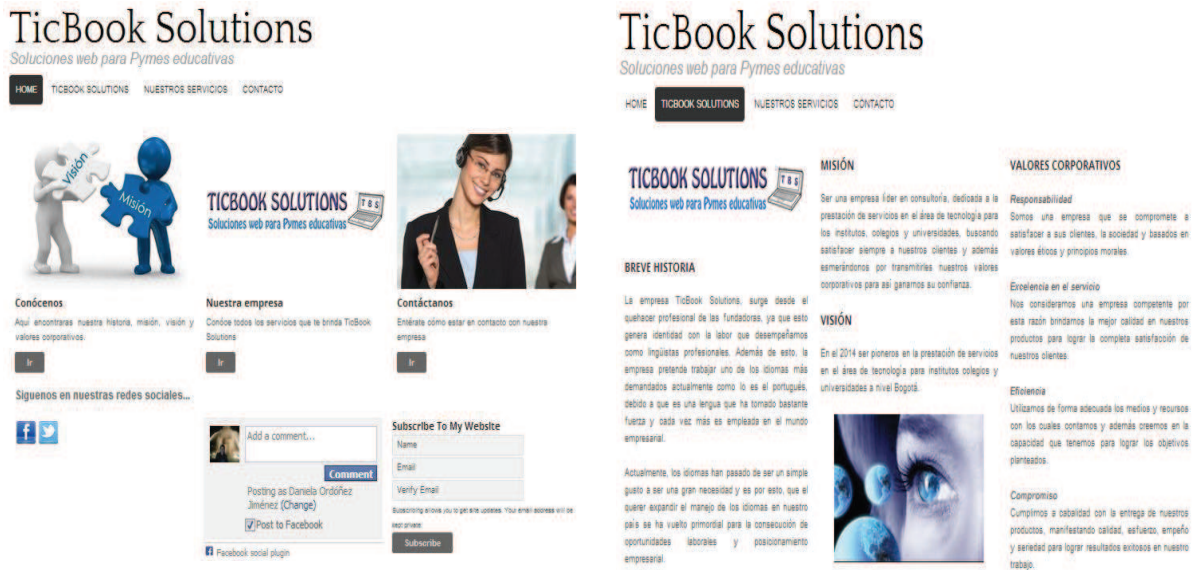 TicBook Solutions
Soluciones web para Pymes educativas
HOME TICBOOK SOLUTIONS NUESTROS SERVICIOS CONTACTO
Visión
Misión
TICBOOK SOLUTIONS
Soluciones web para Pymes educativas
T B S
Conócenos
Aquí encontraras nuestra historia, misión, visión y
valores corporativos.
Ir
Nuestra empresa
Conóce todos los servicios que te brinda TicBook
Solutions
Ir
Contáctanos
Entérate cómo estar en contacto con nuestra
empresa
Ir
Siguenos en nuestras redes sociales...
Add a comment...
Comment
Posting as Daniela Ordóñez
Jiménez (Change)
Post to Facebook
Facebook social plugin
Subscribe To My Website
Name
Email
Verify Email
Subscribing allows you to get site updates. Your email address will be
kept private.
Subscribe
TicBook Solutions
Soluciones web para Pymes educativas
HOME TICBOOK SOLUTIONS NUESTROS SERVICIOS CONTACTO
TICBOOK SOLUTIONS
Soluciones web para Pymes educativas
T B S
BREVE HISTORIA
La empresa TicBook Solutions, surge desde el
quehacer profesional de las fundadoras, ya que esto
genera identidad con la labor que desempeñamos
como lingüistas profesionales. Además de esto, la
empresa pretende trabajar uno de los idiomas más
demandados actualmente como lo es el portugués,
debido a que es una lengua que ha tomado bastante
fuerza y cada vez más es empleada en el mundo
empresarial.
Actualmente, los idiomas han pasado de ser un simple
gusto a ser una gran necesidad y es por esto, que el
querer expandir el manejo de los idiomas en nuestro
país se ha vuelto primordial para la consecución de
oportunidades laborales y posicionamiento
empresarial.
MISIÓN
Ser una empresa líder en consultoría, dedicada a la
prestación de servicios en el área de tecnología para
los institutos, colegios y universidades, buscando
satisfacer siempre a nuestros clientes y además
esmerándonos por transmitirles nuestros valores
corporativos para así ganarnos su confianza.
VISIÓN
En el 2014 ser pioneros en la prestación de servicios
en el área de tecnología para institutos colegios y
universidades a nivel Bogotá.
VALORES CORPORATIVOS
Responsabilidad
Somos una empresa que se compromete a
satisfacer a sus clientes, la sociedad y basados en
valores éticos y principios morales.
Excelencia en el servicio
Nos consideramos una empresa competente por
esta razón brindamos la mejor calidad en nuestros
productos para lograr la completa satisfacción de
nuestros clientes.
Eficiencia
Utilizamos de forma adecuada los medios y recursos
con los cuales contamos y además creemos en la
capacidad que tenemos para lograr los objetivos
planteados.
Compromiso
Cumplimos a cabalidad con la entrega de nuestros
productos, manifestando calidad, esfuerzo, empeño
y seriedad para lograr resultados exitosos en nuestro
trabajo.